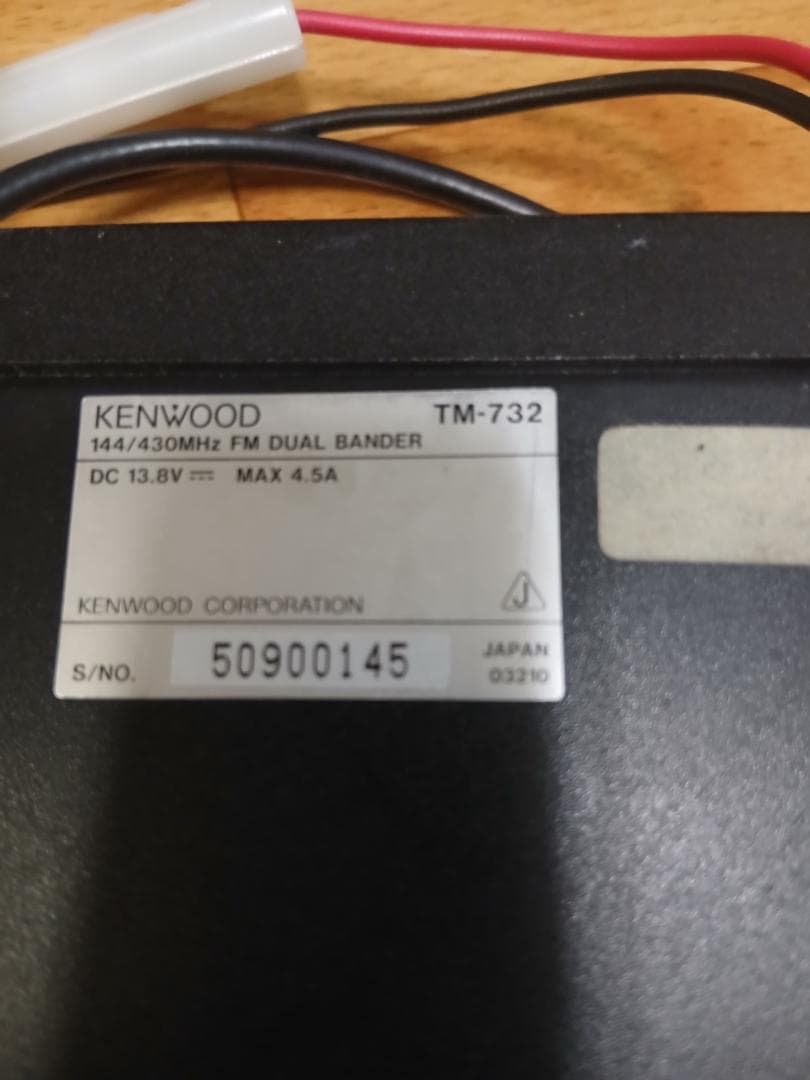 KENWOOD TM-732
144/430MHz FM DUAL BANDER
DC 13.8V ⎓ MAX 4.5A
KENWOOD CORPORATION J
S/NO. 50900145 JAPAN
03210